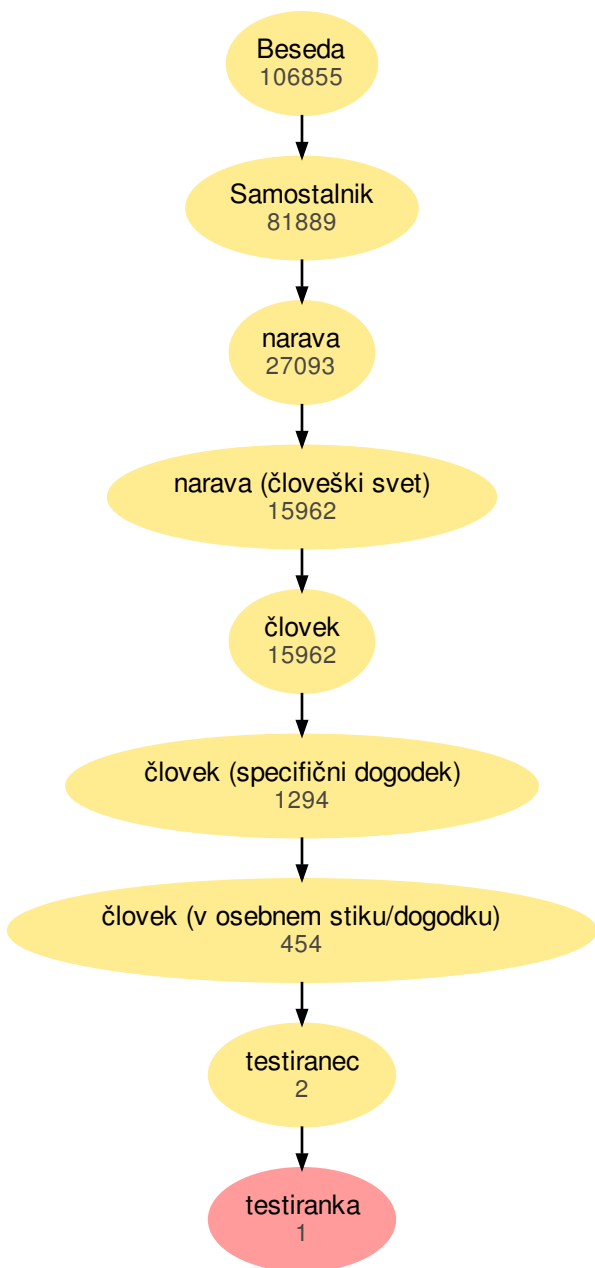 Beseda
106855
Samostalnik
81889
narava
27093
narava (človeški svet)
15962
človek
15962
človek (specifični dogodek)
1294
človek (v osebnem stiku/dogodku)
454
testiranec
2
testiranka
1